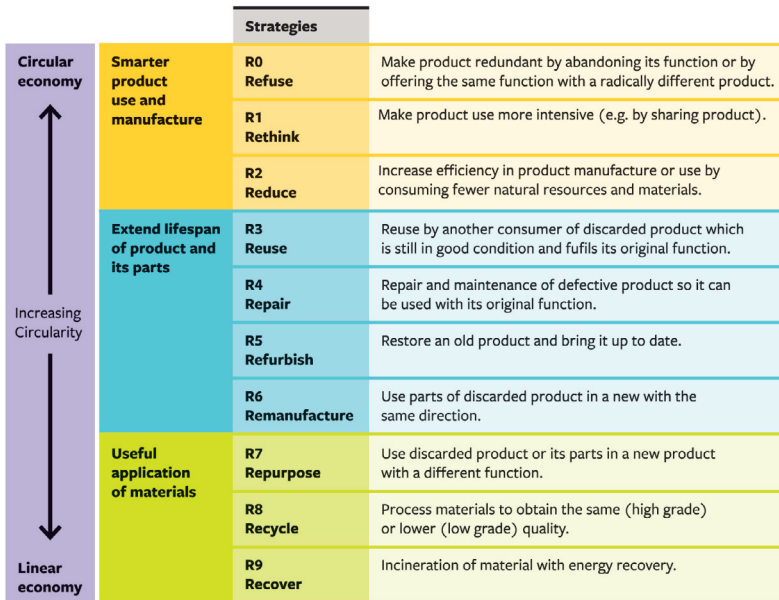 Strategies
Circular
economy
Increasing
Circularity
Linear
economy
Smarter
product
use and
manufacture
R0
Refuse
Make product redundant by abandoning its function or by
offering the same function with a radically different product.
R1
Rethink
Make product use more intensive (e.g. by sharing product).
R2
Reduce
Increase efficiency in product manufacture or use by
consuming fewer natural resources and materials.
Extend lifespan
of product and
its parts
R3
Reuse
Reuse by another consumer of discarded product which
is still in good condition and fufils its original function.
R4
Repair
Repair and maintenance of defective product so it can
be used with its original function.
R5
Refurbish
Restore an old product and bring it up to date.
R6
Remanufacture
Use parts of discarded product in a new with the
same direction.
Useful
application
of materials
R7
Repurpose
Use discarded product or its parts in a new product
with a different function.
R8
Recycle
Process materials to obtain the same (high grade)
or lower (low grade) quality.
R9
Recover
Incineration of material with energy recovery.